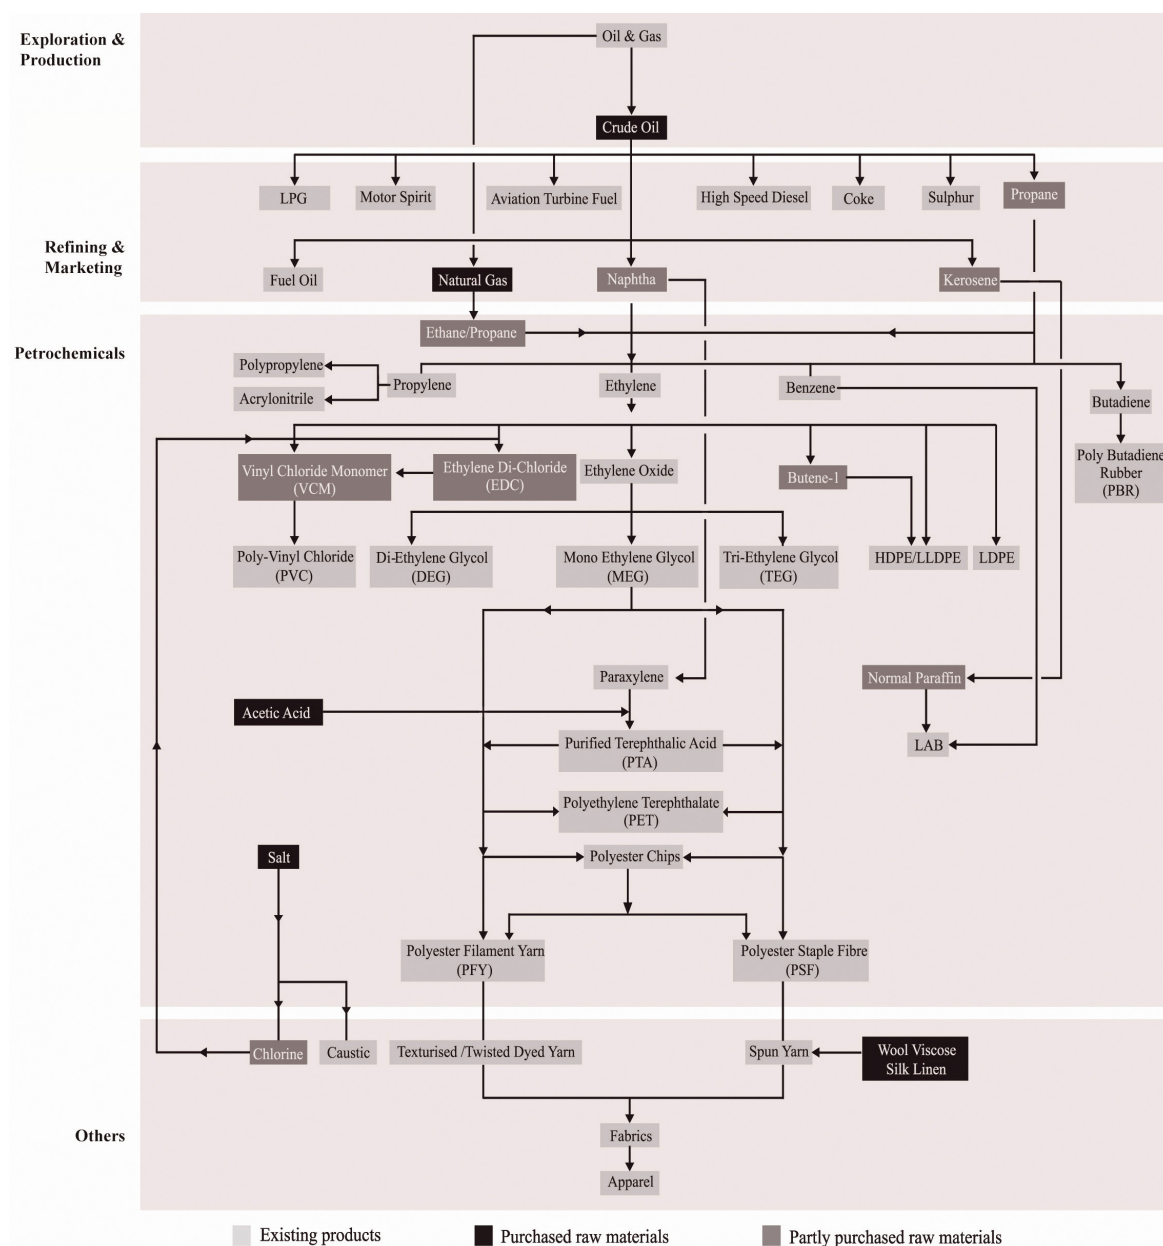 Exploration &
Production
Oil & Gas
Crude Oil
LPG
Motor Spirit
Aviation Turbine Fuel
High Speed Diesel
Coke
Sulphur
Propane
Refining &
Marketing
Fuel Oil
Natural Gas
Naphtha
Kerosene
Petrochemicals
Ethane/Propane
Polypropylene
Acrylonitrile
Propylene
Ethylene
Benzene
Butadiene
Vinyl Chloride Monomer
(VCM)
Ethylene Di-Chloride
(EDC)
Ethylene Oxide
Butene-1
Poly Butadiene
Rubber
(PBR)
Poly-Vinyl Chloride
(PVC)
Di-Ethylene Glycol
(DEG)
Mono Ethylene Glycol
(MEG)
Tri-Ethylene Glycol
(TEG)
HDPE/LLDPE
LDPE
Paraxylene
Normal Paraffin
Acetic Acid
Purified Terephthalic Acid
(PTA)
LAB
Polyethylene Terephthalate
(PET)
Salt
Polyester Chips
Polyester Filament Yarn
(PFY)
Polyester Staple Fibre
(PSF)
Chlorine
Caustic
Texturised /Twisted Dyed Yarn
Spun Yarn
Wool Viscose
Silk Linen
Others
Fabrics
Apparel
Existing products
Purchased raw materials
Partly purchased raw materials